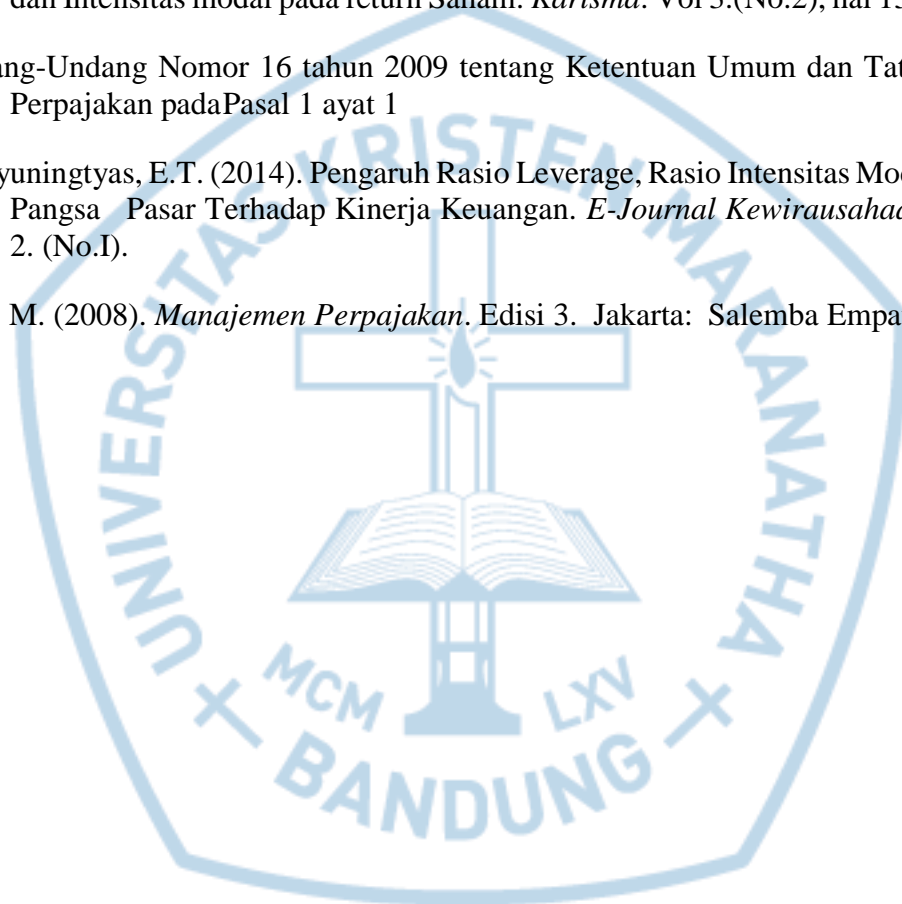 dan Intensitas modal pada return Saham. Karisma. Vol 3.(No.2), hal
ang-Undang Nomor 16 tahun 2009 tentang Ketentuan Umum dan Tat
Perpajakan padaPasal 1 ayat 1
yuningtyas, E.T. (2014). Pengaruh Rasio Leverage, Rasio Intensitas Mod
Pangsa Pasar Terhadap Kinerja Keuangan. E-Journal Kewirausahaa
2. (No.I).
M. (2008). Manajemen Perpajakan. Edisi 3. Jakarta: Salemba Empa
UNIVERSITAS KRISTEN MARANATHA
MCM LXV
BANDUNG